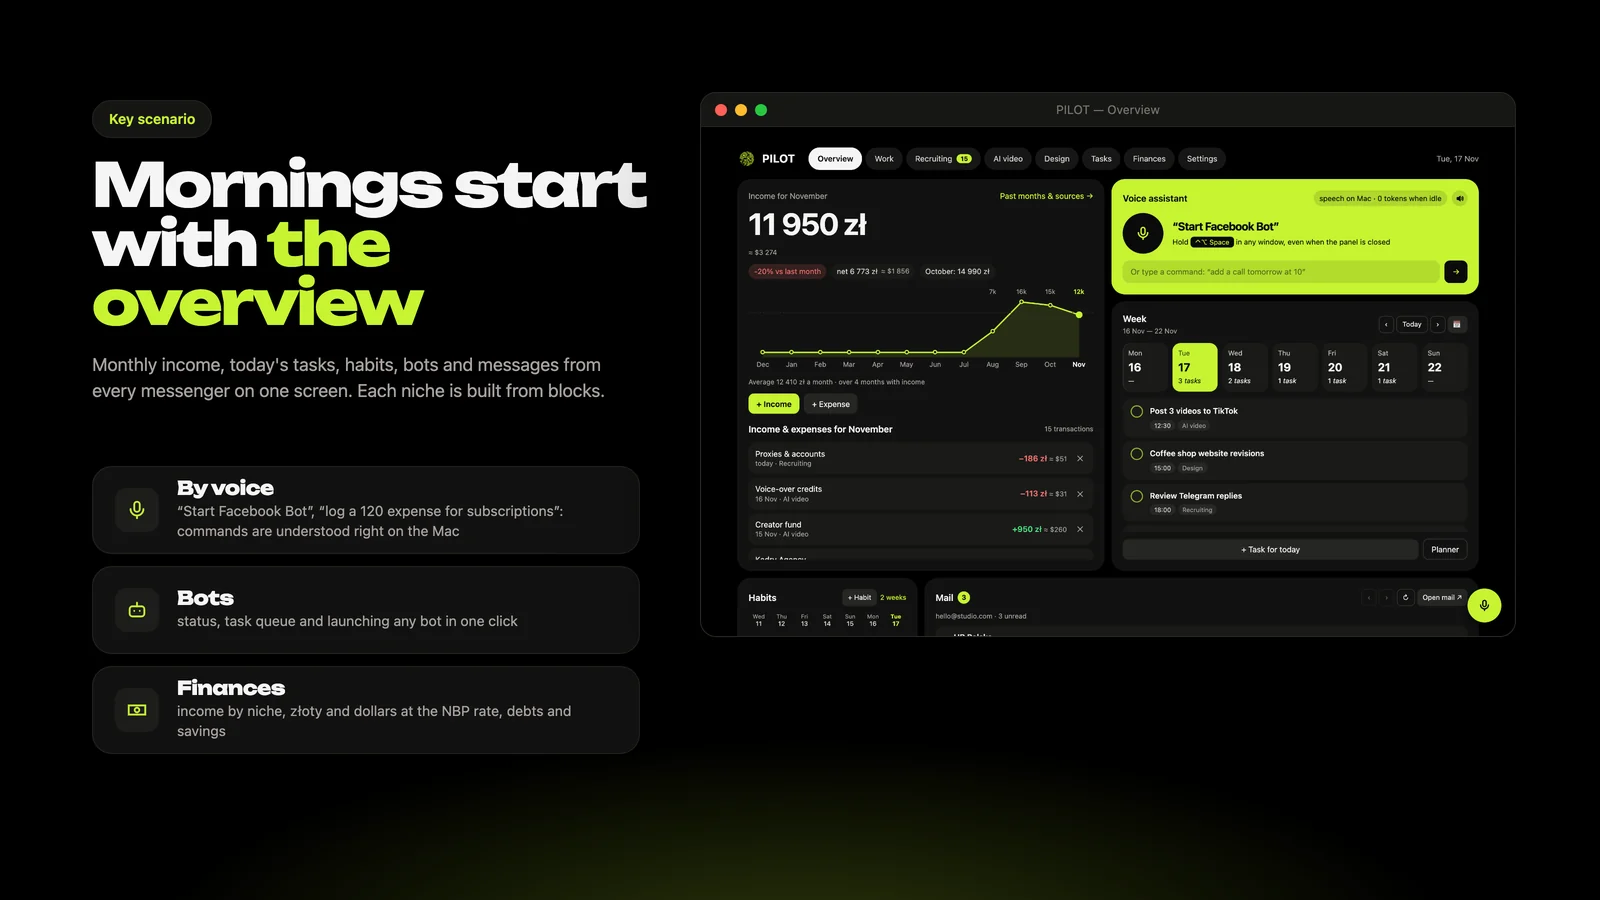 Key scenario
Mornings start
with the
overview
Monthly income, today's tasks, habits, bots and messages from
every messenger on one screen. Each niche is built from blocks.
By voice
“Start Facebook Bot”, “log a 120 expense for subscriptions”:
commands are understood right on the Mac
Bots
status, task queue and launching any bot in one click
Finances
income by niche, złoty and dollars at the NBP rate, debts and
savings
PILOT — Overview
PILOT Overview Work Recruiting 15 AI video Design Tasks Finances Settings Tue, 17 Nov
Income for November Past months & sources →
11 950 zł
≈ $3 274
-20% vs last month net 6 773 zł ≈ $1 856 October: 14 990 zł
7k 16k 15k 12k
Dec Jan Feb Mar Apr May Jun Jul Aug Sep Oct Nov
Average 12 410 zł a month · over 4 months with income
+ Income + Expense
Income & expenses for November 15 transactions
Proxies & accounts
today · Recruiting
−186 zł ≈ $51 ×
Voice-over credits
16 Nov · AI video
−113 zł ≈ $31 ×
Creator fund
15 Nov · AI video
+950 zł ≈ $260 ×
Voice assistant speech on Mac · 0 tokens when idle
“Start Facebook Bot”
Hold ^⌥ Space in any window, even when the panel is closed
Or type a command: “add a call tomorrow at 10” →
Week
16 Nov — 22 Nov
‹ Today ›
Mon Tue Wed Thu Fri Sat Sun
16 17 18 19 20 21 22
— 3 tasks 2 tasks 1 task 1 task 1 task —
Post 3 videos to TikTok
12:30 AI video
Coffee shop website revisions
15:00 Design
Review Telegram replies
18:00 Recruiting
+ Task for today Planner
Habits + Habit 2 weeks
Wed Thu Fri Sat Sun Mon Tue
11 12 13 14 15 16 17
Mail 3 ‹ › Open mail ↗
hello@studio.com · 3 unread